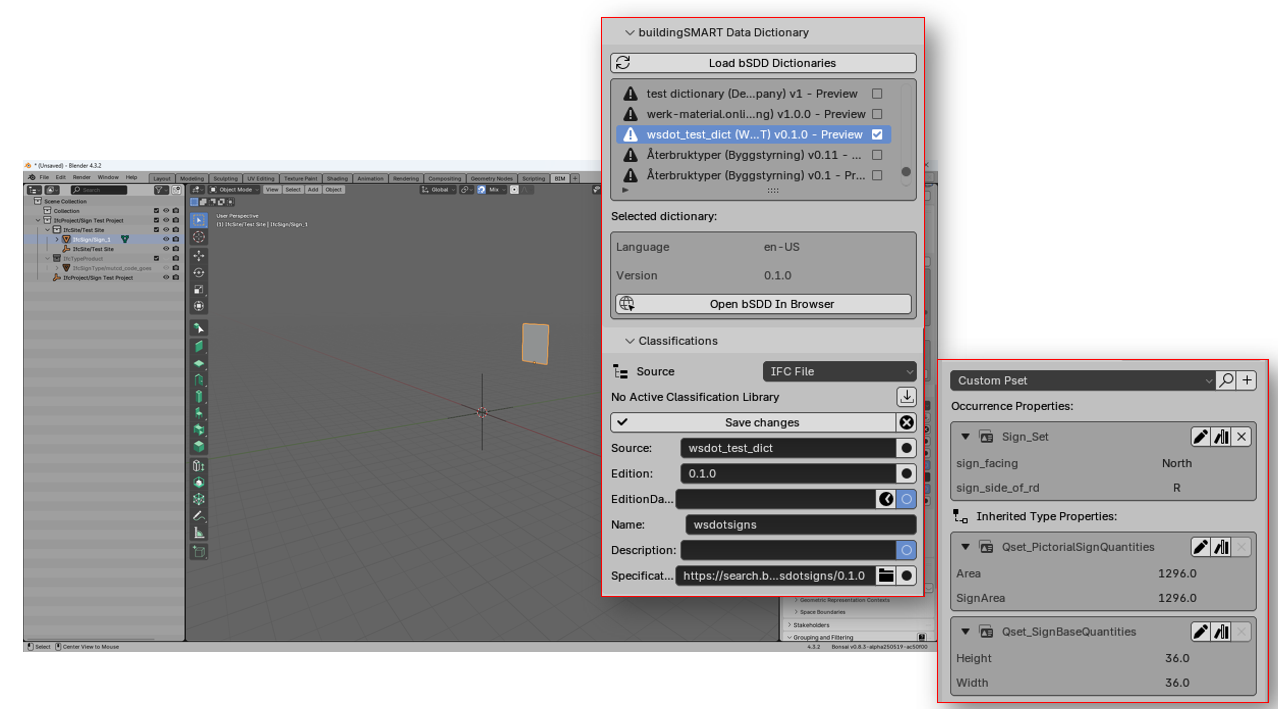 * (Unsaved) - Blender 4.3.2
File Edit Render Window Help
Layout Modeling Sculpting UV Editing Texture Paint Shading Animation Rendering Compositing Geometry Nodes Scripting BIM +
Search
Object Mode View Select Add Object
Global
Mix
Scene Collection
Collection
IfcProject/Sign Test Project
IfcSite/Test Site
IfcSign/Sign_1
IfcSite/Test Site
IfcTypeProduct
IfcSignType/mutcd_code_goes
IfcProject/Sign Test Project
User Perspective
(1) IfcSite/Test Site | IfcSign/Sign_1
buildingSMART Data Dictionary
Load bSDD Dictionaries
test dictionary (De...pany) v1 - Preview
werk-material.onli...ng) v1.0.0 - Preview
wsdot_test_dict (W...T) v0.1.0 - Preview
Återbruktyper (Byggstyrning) v0.11 - ...
Återbruktyper (Byggstyrning) v0.1 - Pr...
Selected dictionary:
Language en-US
Version 0.1.0
Open bSDD In Browser
Classifications
Source IFC File
No Active Classification Library
Save changes
Source: wsdot_test_dict
Edition: 0.1.0
EditionDa...
Name: wsdotsigns
Description:
Specificat... https://search.b...sdotsigns/0.1.0
Geometric Representation Contexts
Space Boundaries
Stakeholders
Grouping and Filtering
Select Center View to Mouse
4.3.2 Bonsai v0.8.3-alpha250519-ac50f00
Custom Pset
Occurrence Properties:
Sign_Set
sign_facing North
sign_side_of_rd R
Inherited Type Properties:
Qset_PictorialSignQuantities
Area 1296.0
SignArea 1296.0
Qset_SignBaseQuantities
Height 36.0
Width 36.0